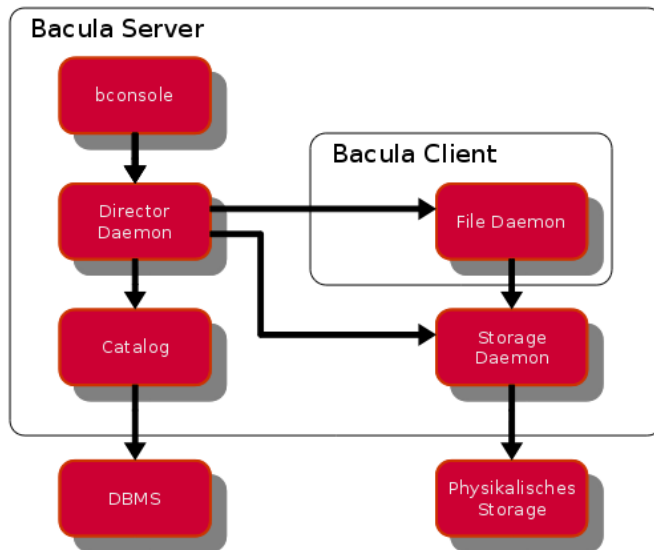 Bacula Server
bconsole
Bacula Client
Director
Daemon
File Daemon
Catalog
Storage
Daemon
DBMS
Physikalisches
Storage